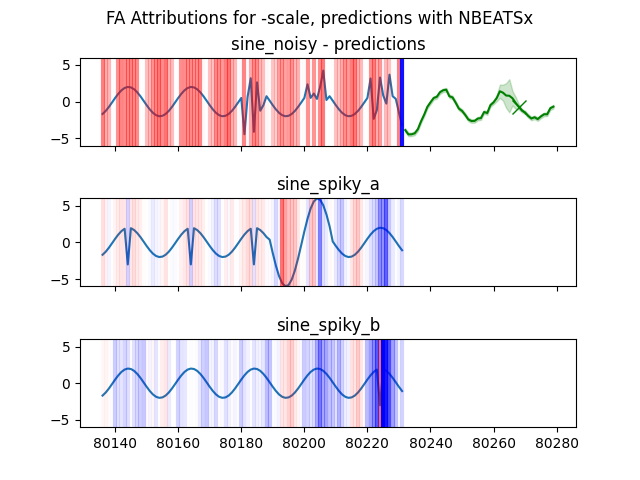 FA Attributions for -scale, predictions with NBEATSx
sine_noisy - predictions
5
0
−5
sine_spiky_a
5
0
−5
sine_spiky_b
5
0
−5
80140 80160 80180 80200 80220 80240 80260 80280